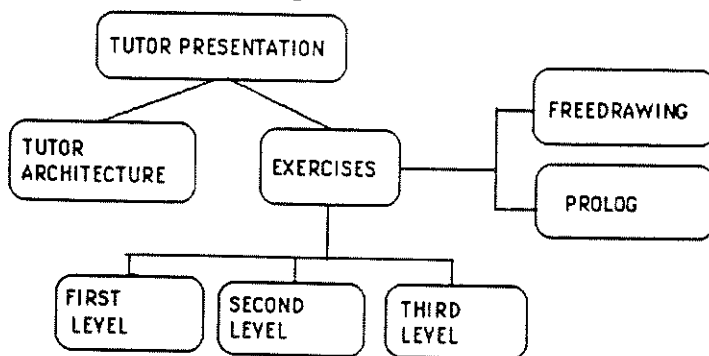 TUTOR PRESENTATION
FREEDRAWING
TUTOR
ARCHITECTURE
EXERCISES
PROLOG
FIRST
LEVEL
SECOND
LEVEL
THIRD
LEVEL